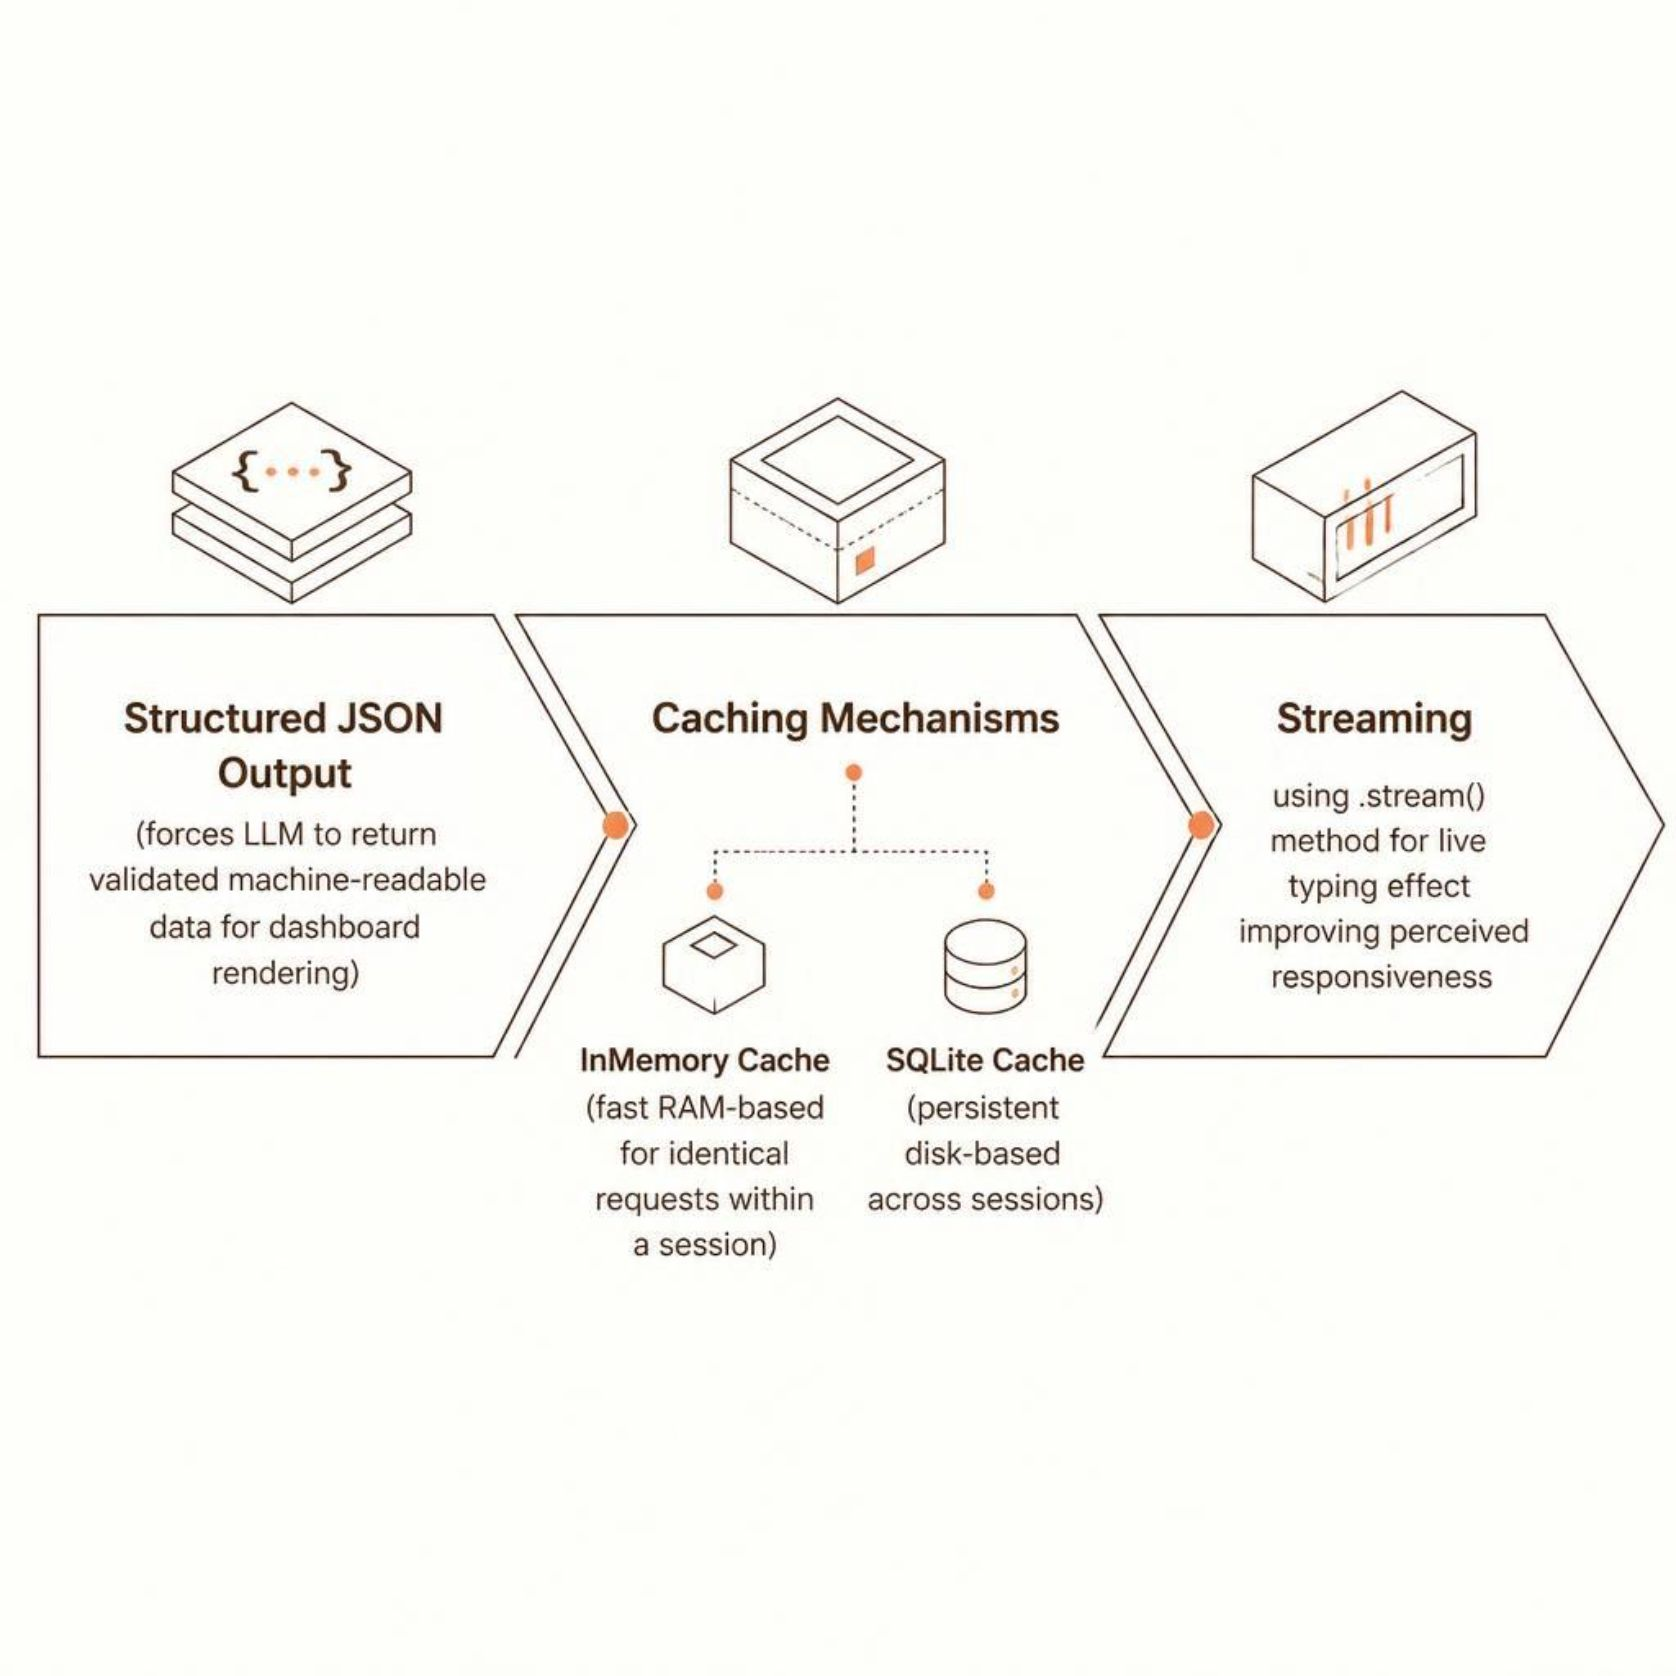 {...}
Structured JSON
Output
(forces LLM to return
validated machine-readable
data for dashboard
rendering)
Caching Mechanisms
InMemory Cache
(fast RAM-based
for identical
requests within
a session)
SQLite Cache
(persistent
disk-based
across sessions)
Streaming
using .stream()
method for live
typing effect
improving perceived
responsiveness